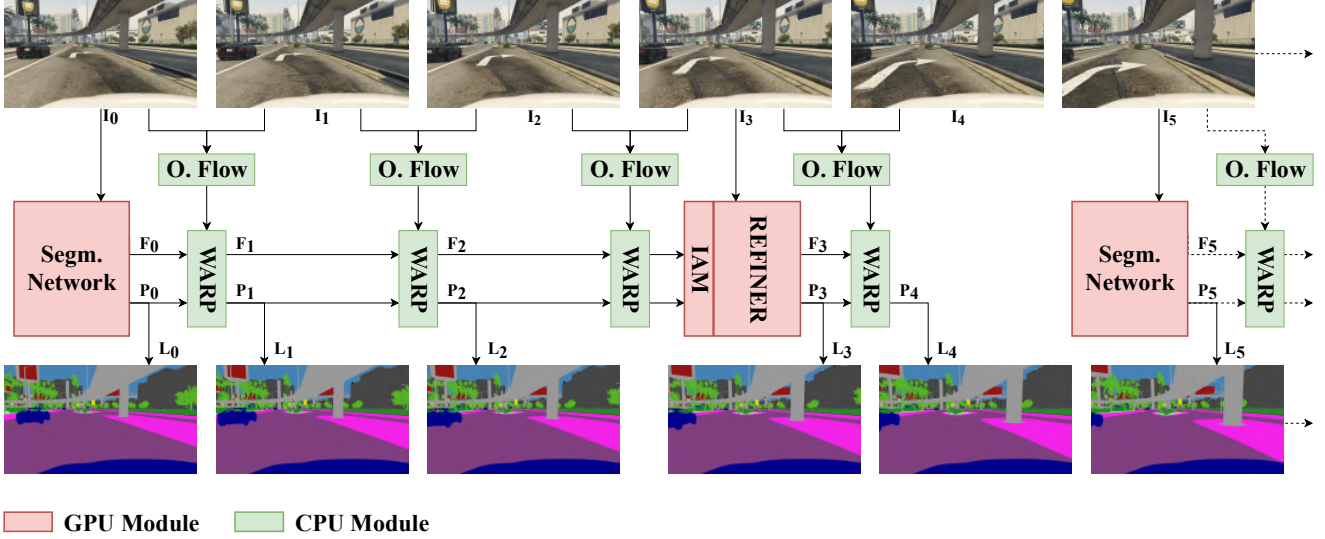 I0 I1 I2 I3 I4 I5
O. Flow O. Flow O. Flow O. Flow O. Flow
Segm.
Network
F0
P0
WARP
F1
P1
WARP
F2
P2
WARP
IAM
REFINER
F3
P3
WARP
P4
Segm.
Network
F5
P5
WARP
L0 L1 L2 L3 L4 L5
GPU Module CPU Module